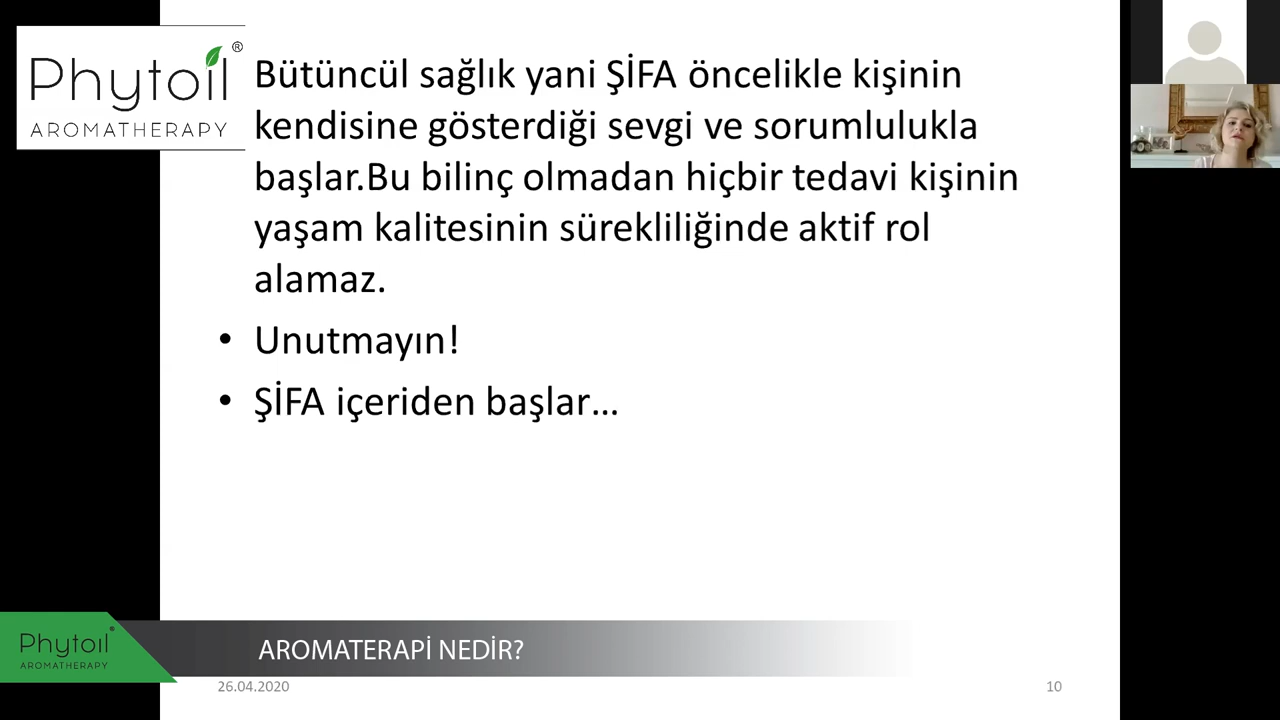 Phytoil®
AROMATHERAPY
Bütüncül sağlık yani ŞİFA öncelikle kişinin
kendisine gösterdiği sevgi ve sorumlulukla
başlar.Bu bilinç olmadan hiçbir tedavi kişinin
yaşam kalitesinin sürekliliğinde aktif rol
alamaz.
• Unutmayın!
• ŞİFA içeriden başlar…
Phytoil®
AROMATHERAPY
AROMATERAPİ NEDİR?
26.04.2020
10